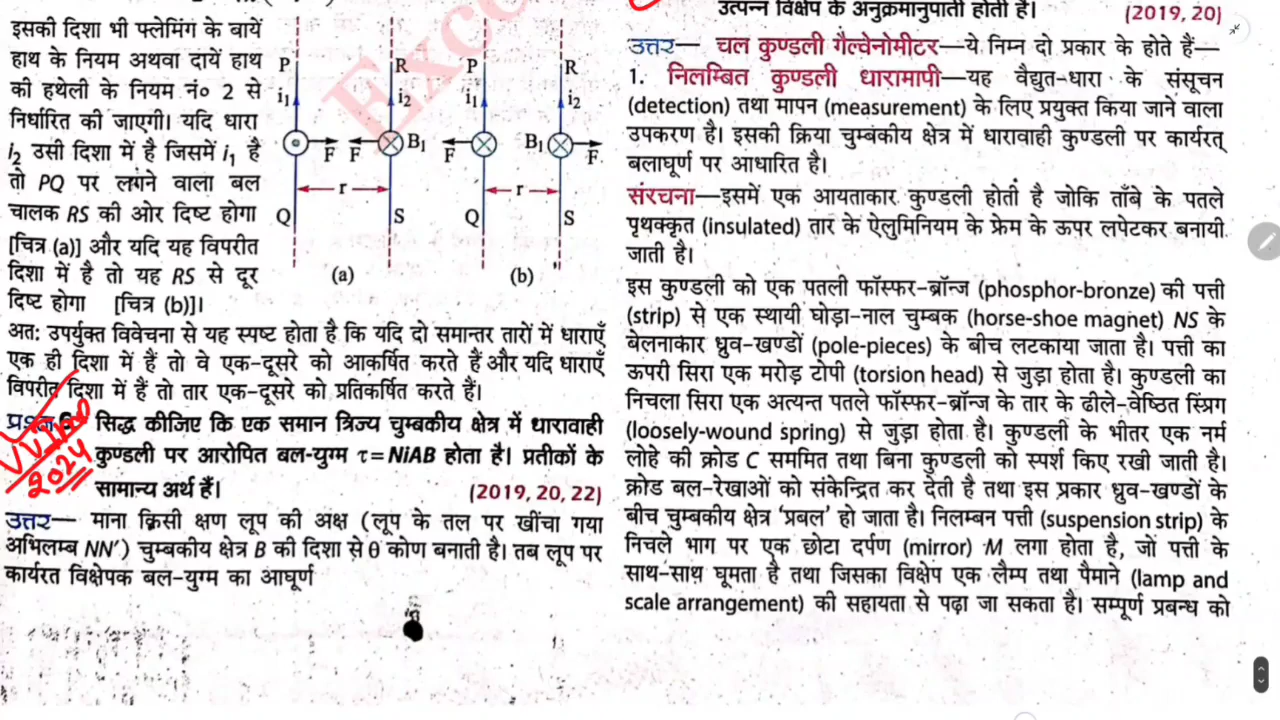 इसकी दिशा भी फ्लेमिंग के बायें
हाथ के नियम अथवा दायें हाथ
की हथेली के नियम नं० 2 से
निर्धारित की जाएगी। यदि धारा
i₂ उसी दिशा में है जिसमें i₁ है
तो PQ पर लगने वाला बल
चालक RS की ओर दिष्ट होगा
[चित्र (a)] और यदि यह विपरीत
दिशा में है तो यह RS से दूर
दिष्ट होगा [चित्र (b)]।
P R P R
i₁ i₂ i₁ i₂
F F B₁ F B₁ F
r r
Q S Q S
(a) (b)
अत: उपर्युक्त विवेचना से यह स्पष्ट होता है कि यदि दो समान्तर तारों में धाराएँ
एक ही दिशा में हैं तो वे एक-दूसरे को आकर्षित करते हैं और यदि धाराएँ
विपरीत दिशा में हैं तो तार एक-दूसरे को प्रतिकर्षित करते हैं।
प्रश्न 6 सिद्ध कीजिए कि एक समान त्रिज्य चुम्बकीय क्षेत्र में धारावाही
कुण्डली पर आरोपित बल-युग्म τ=NiAB होता है। प्रतीकों के
सामान्य अर्थ हैं। (2019, 20, 22)
VVIMP
2024
उत्तर— माना किसी क्षण लूप की अक्ष (लूप के तल पर खींचा गया
अभिलम्ब NN′) चुम्बकीय क्षेत्र B की दिशा से θ कोण बनाती है। तब लूप पर
कार्यरत विक्षेपक बल-युग्म का आघूर्ण
उत्पन्न विक्षेप के अनुक्रमानुपाती होती है। (2019, 20)
उत्तर— चल कुण्डली गैल्वेनोमीटर—ये निम्न दो प्रकार के होते हैं—
1. निलम्बित कुण्डली धारामापी—यह वैद्युत-धारा के संसूचन
(detection) तथा मापन (measurement) के लिए प्रयुक्त किया जाने वाला
उपकरण है। इसकी क्रिया चुम्बकीय क्षेत्र में धारावाही कुण्डली पर कार्यरत्
बलाघूर्ण पर आधारित है।
संरचना—इसमें एक आयताकार कुण्डली होती है जोकि ताँबे के पतले
पृथक्कृत (insulated) तार के ऐलुमिनियम के फ्रेम के ऊपर लपेटकर बनायी
जाती है।
इस कुण्डली को एक पतली फॉस्फर-ब्रॉन्ज (phosphor-bronze) की पत्ती
(strip) से एक स्थायी घोड़ा-नाल चुम्बक (horse-shoe magnet) NS के
बेलनाकार ध्रुव-खण्डों (pole-pieces) के बीच लटकाया जाता है। पत्ती का
ऊपरी सिरा एक मरोड़ टोपी (torsion head) से जुड़ा होता है। कुण्डली का
निचला सिरा एक अत्यन्त पतले फॉस्फर-ब्रॉन्ज के तार के ढीले-वेष्ठित स्प्रिंग
(loosely-wound spring) से जुड़ा होता है। कुण्डली के भीतर एक नर्म
लोहे की क्रोड C सममित तथा बिना कुण्डली को स्पर्श किए रखी जाती है।
क्रोड बल-रेखाओं को संकेन्द्रित कर देती है तथा इस प्रकार ध्रुव-खण्डों के
बीच चुम्बकीय क्षेत्र ‘प्रबल’ हो जाता है। निलम्बन पत्ती (suspension strip) के
निचले भाग पर एक छोटा दर्पण (mirror) M लगा होता है, जो पत्ती के
साथ-साथ घूमता है तथा जिसका विक्षेप एक लैम्प तथा पैमाने (lamp and
scale arrangement) की सहायता से पढ़ा जा सकता है। सम्पूर्ण प्रबन्ध को